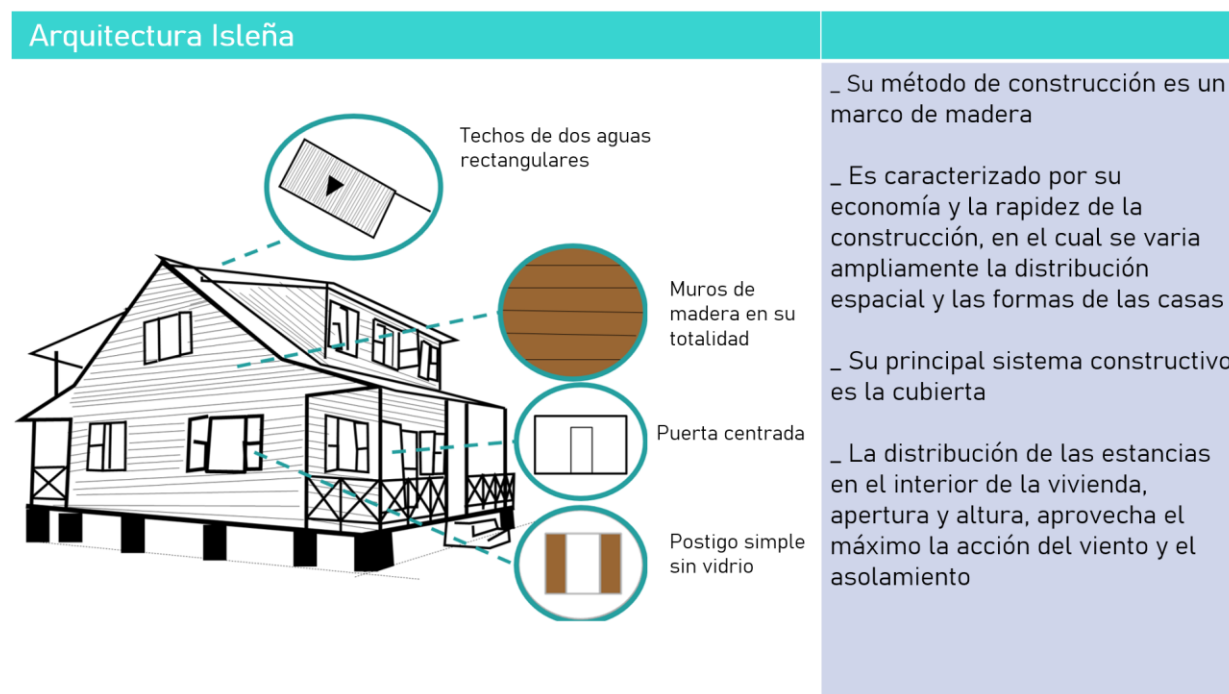 Arquitectura Isleña
Techos de dos aguas
rectangulares
Muros de
madera en su
totalidad
Puerta centrada
Postigo simple
sin vidrio
_ Su método de construcción es un
marco de madera
_ Es caracterizado por su
economía y la rapidez de la
construcción, en el cual se varia
ampliamente la distribución
espacial y las formas de las casas
_ Su principal sistema constructivo
es la cubierta
_ La distribución de las estancias
en el interior de la vivienda,
apertura y altura, aprovecha el
máximo la acción del viento y el
asolamiento